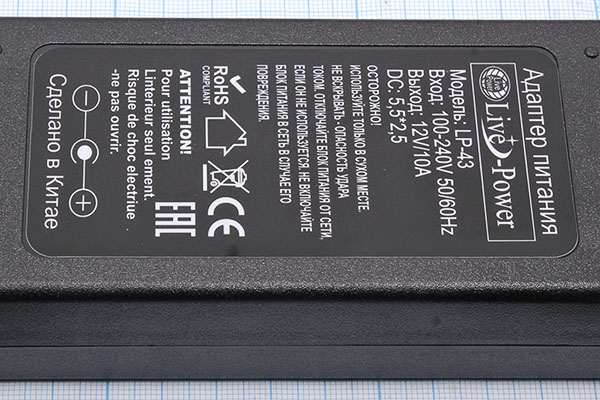 Адаптер питания
Live-Power
Модель: LP-43
Вход: 100-240V 50/60Hz
Выход: 12V/10A
DC: 5,5*2,5
ОСТОРОЖНО!
ИСПОЛЬЗУЙТЕ ТОЛЬКО В СУХОМ МЕСТЕ.
НЕ ВСКРЫВАТЬ - ОПАСНОСТЬ УДАРА
ТОКОМ. ОТКЛЮЧАЙТЕ БЛОК ПИТАНИЯ ОТ СЕТИ,
ЕСЛИ ОН НЕ ИСПОЛЬЗУЕТСЯ. НЕ ВКЛЮЧАЙТЕ
БЛОК ПИТАНИЯ В СЕТЬ В СЛУЧАЕ ЕГО
ПОВРЕЖДЕНИЯ.
RoHS
COMPLIANT
CE
EAC
ATTENTION!
Pour utilisation
Linterieur seul ement.
Risque de choc electriue .
-ne pas ouvrir.
Сделано в Китае